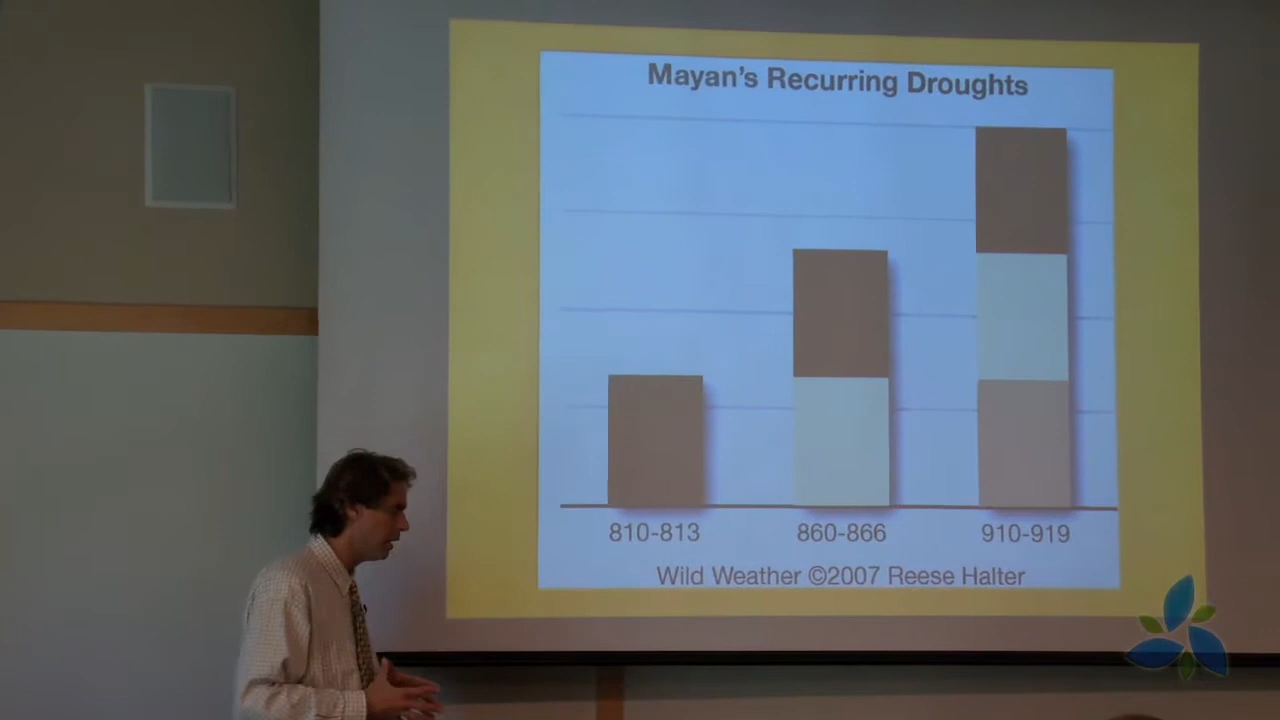 Mayan's Recurring Droughts
810-813 860-866 910-919
Wild Weather ©2007 Reese Halter